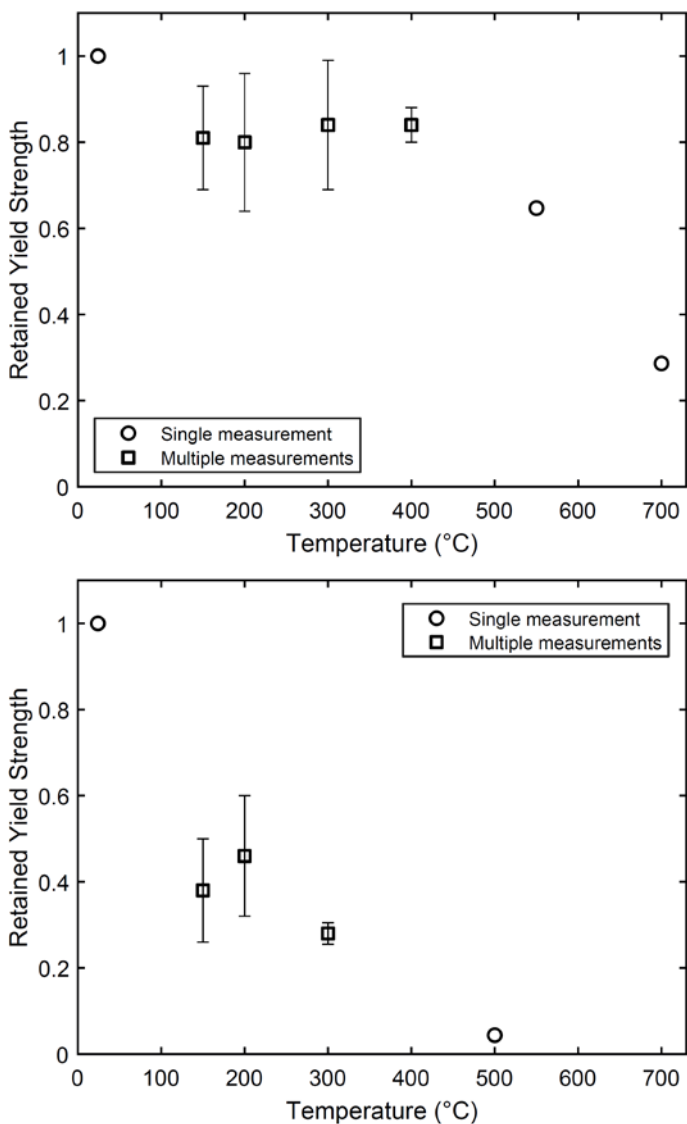 Retained Yield Strength
1
0.8
0.6
0.4
0.2
0
Single measurement
Multiple measurements
0 100 200 300 400 500 600 700
Temperature (°C)
Retained Yield Strength
1
0.8
0.6
0.4
0.2
0
Single measurement
Multiple measurements
0 100 200 300 400 500 600 700
Temperature (°C)